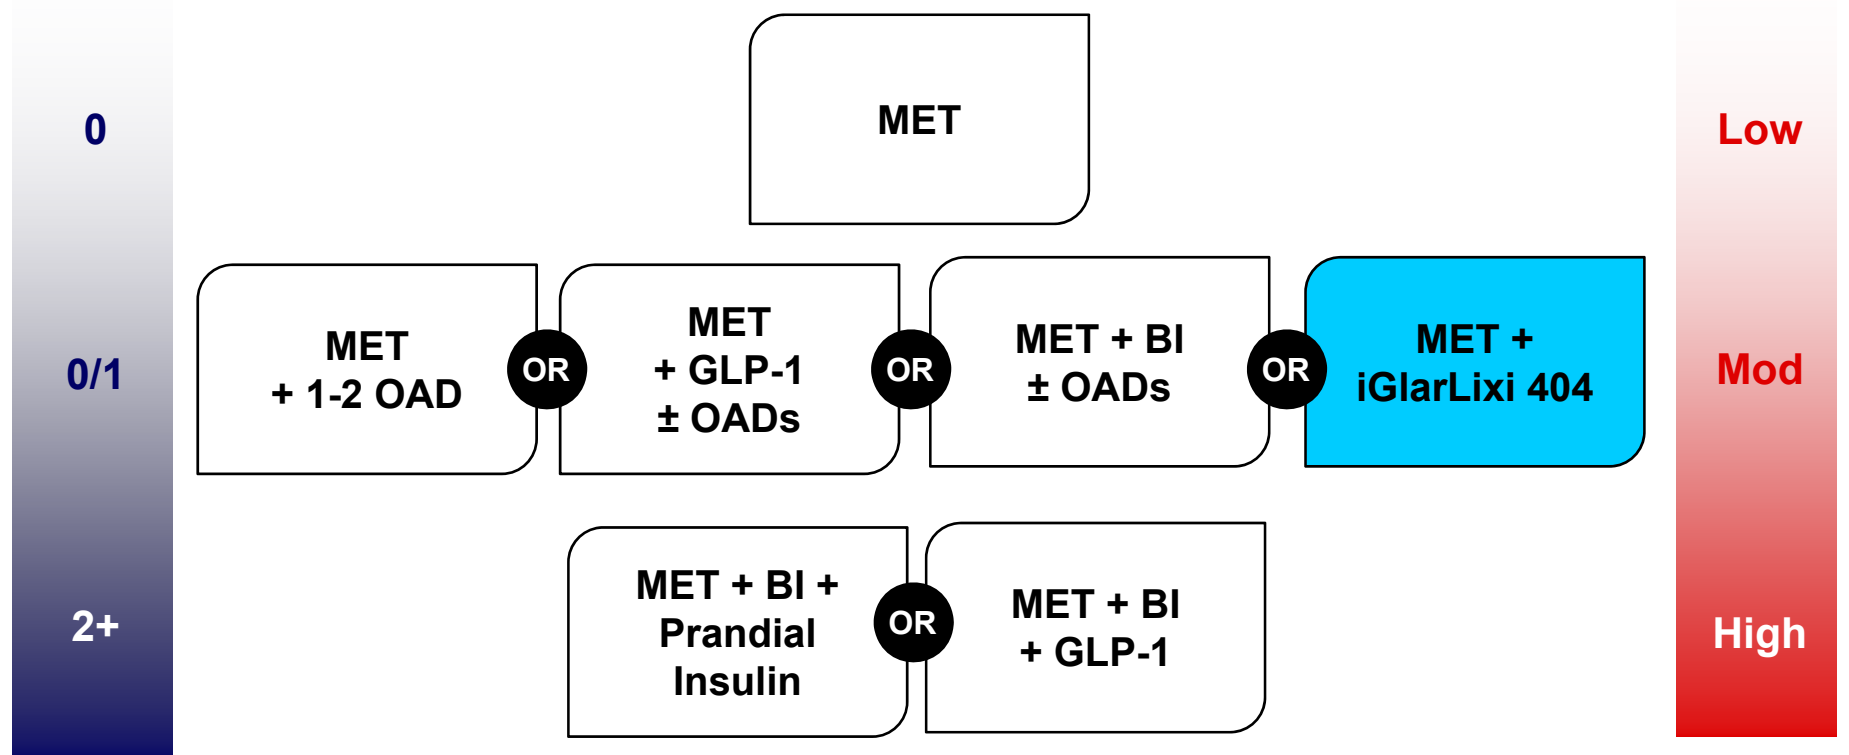 MET
0
Low
MET
+ 1-2 OAD
OR
MET
+ GLP-1
± OADs
OR
MET + BI
± OADs
OR
MET +
iGlarLixi 404
0/1
Mod
MET + BI +
Prandial
Insulin
OR
MET + BI
+ GLP-1
2+
High